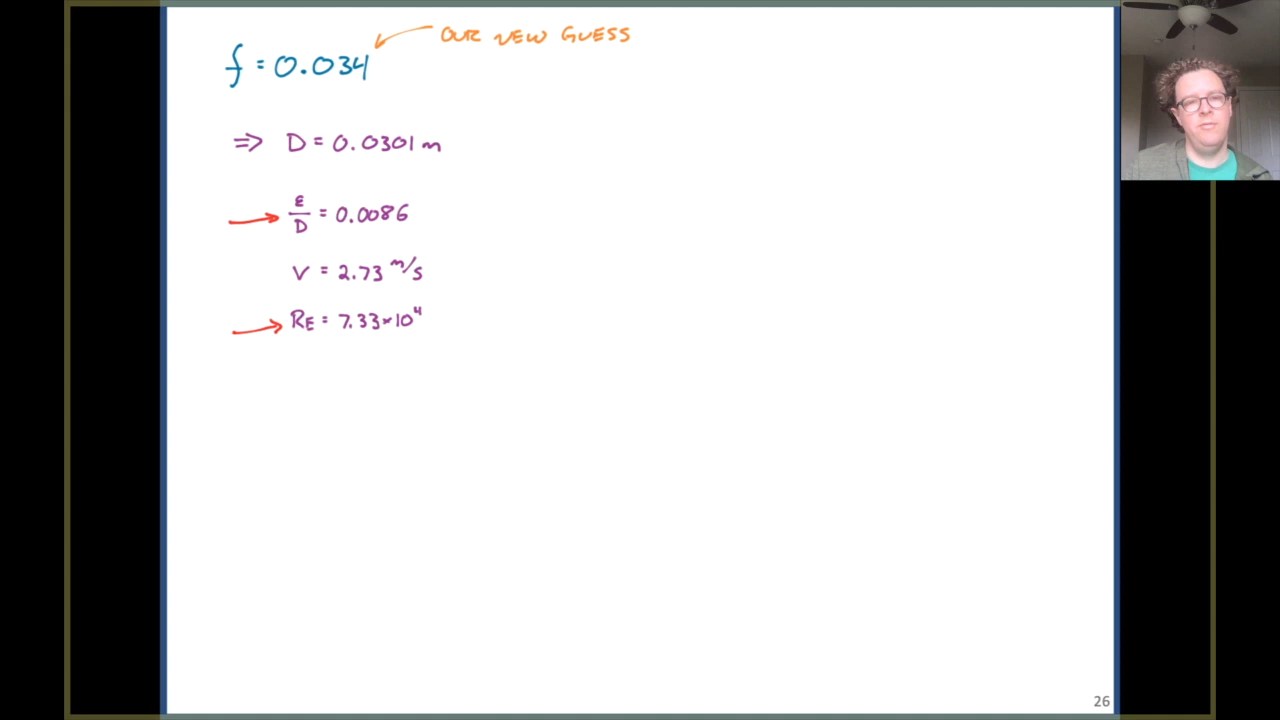 OUR NEW GUESS
f = 0.034
⇒ D = 0.0301 m
ε/D = 0.0086
V = 2.73 m/s
RE = 7.33×10⁴
26